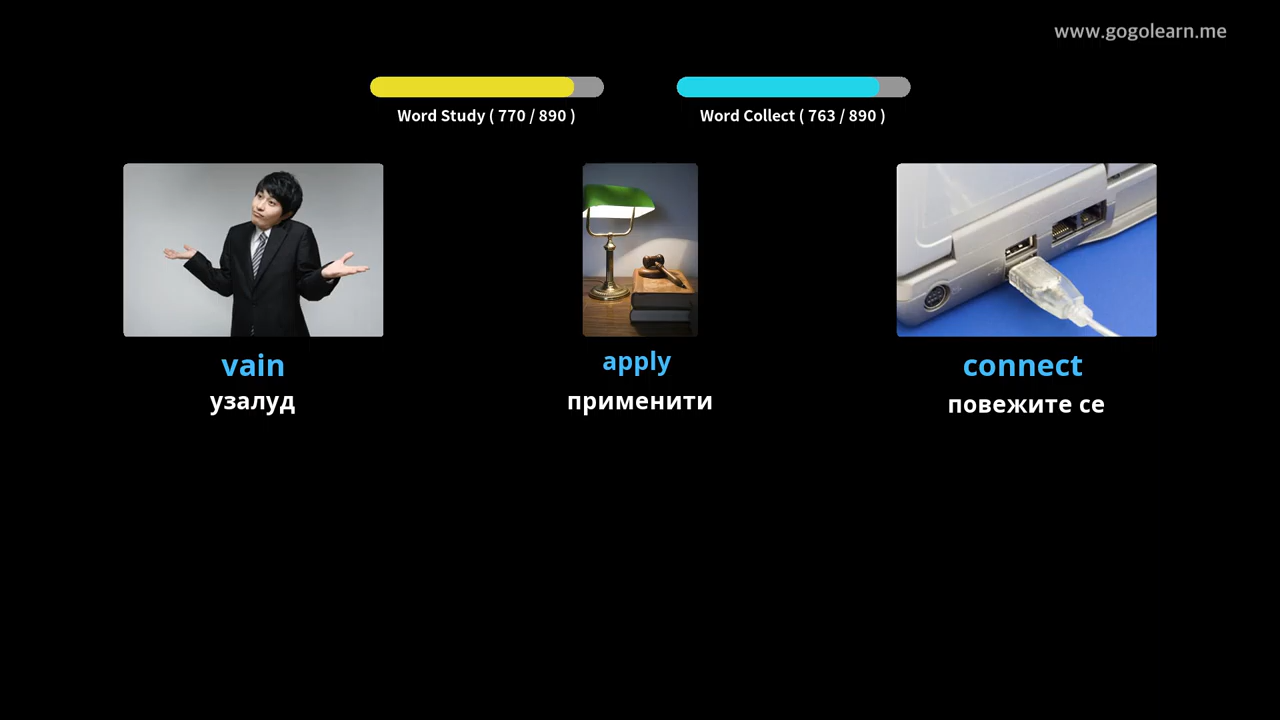 www.gogolearn.me
Word Study ( 770 / 890 )
Word Collect ( 763 / 890 )
vain
узалуд
apply
применити
connect
повежите се